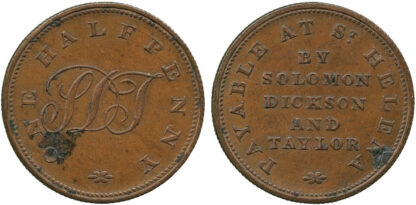 ONE HALFPENNY
SDT
PAYABLE AT ST HELENA
BY
SOLOMON
DICKSON
AND
TAYLOR